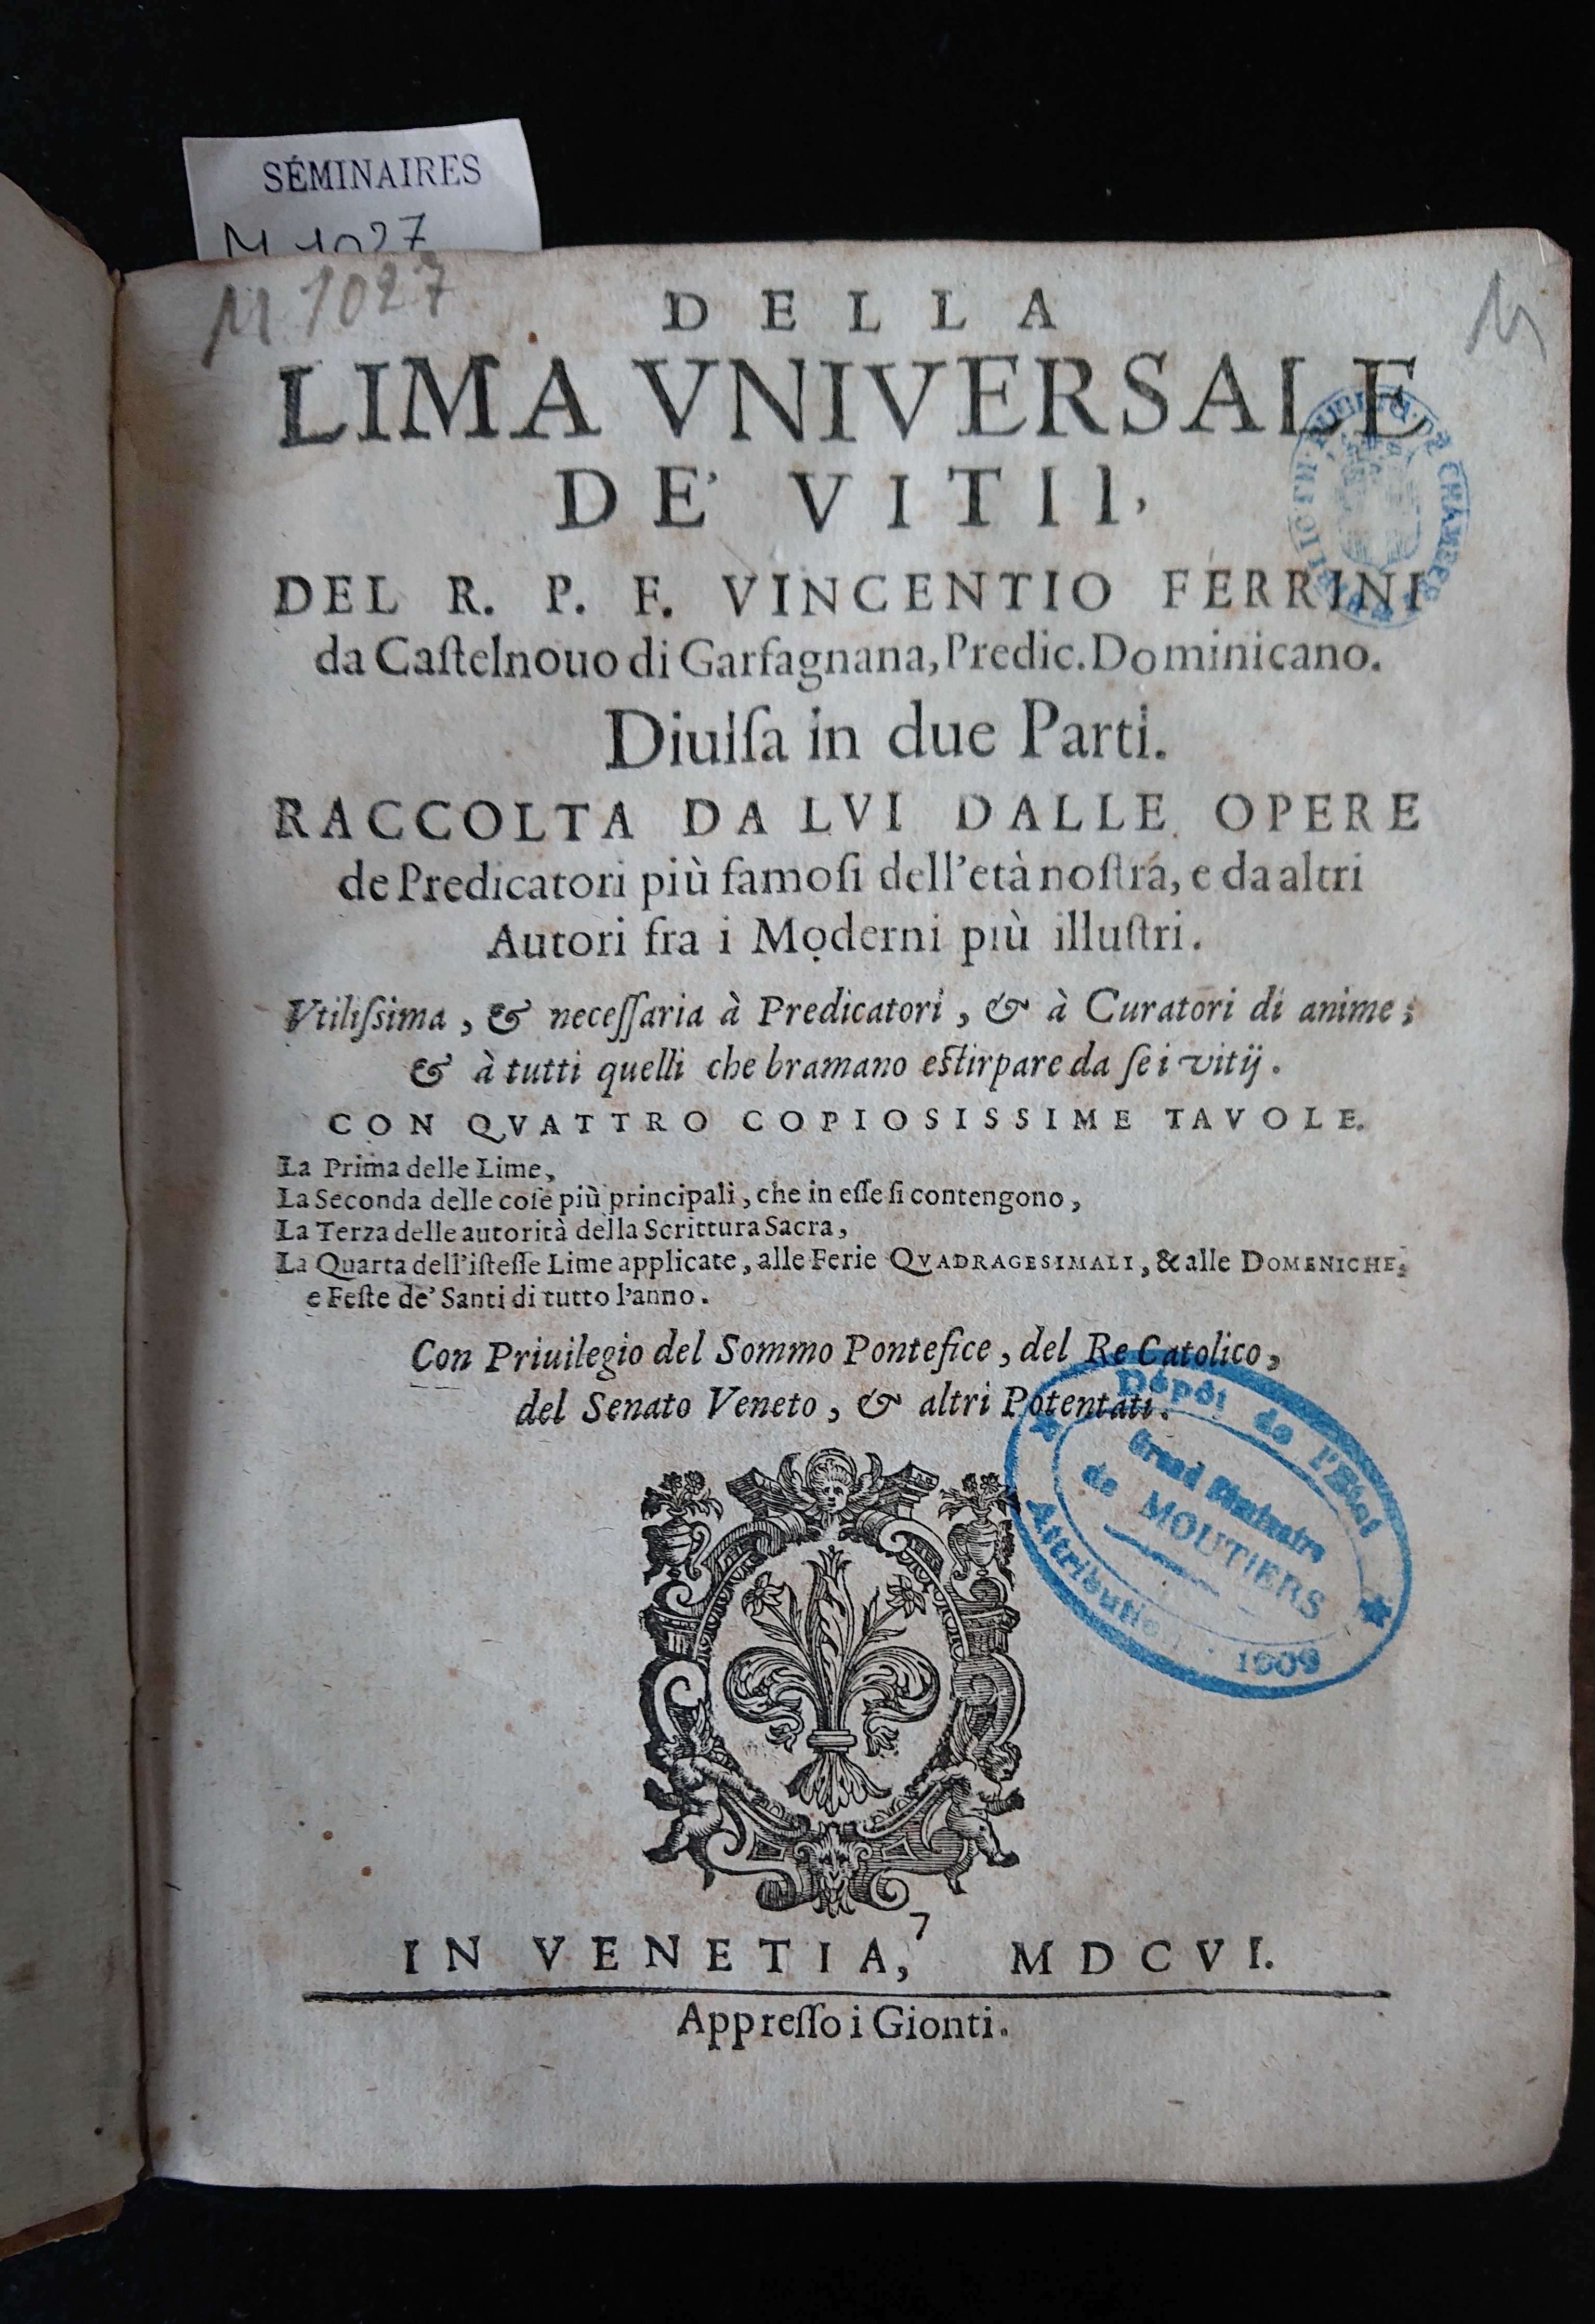 SÉMINAIRES
M 1027
M 1027
M
DELLA
LIMA VNIVERSALE
DE' VITII,
DEL R. P. F. VINCENTIO FERRINI
da Caſtelnouo di Garfagnana, Predic. Dominicano.
Diuiſa in due Parti.
RACCOLTA DA LVI DALLE OPERE
de Predicatori più famoſi dell'età noſtra, e da altri
Autori fra i Moderni più illuſtri.
Vtiliſsima, & neceſſaria à Predicatori, & à Curatori di anime;
& à tutti quelli che bramano eſtirpare da ſe i vitij.
CON QVATTRO COPIOSISSIME TAVOLE.
La Prima delle Lime,
La Seconda delle coſe più principali, che in eſſe ſi contengono,
La Terza delle autorità della Scrittura Sacra,
La Quarta dell'iſteſſe Lime applicate, alle Ferie QVADRAGESIMALI, & alle DOMENICHE,
e Feſte de' Santi di tutto l'anno.
Con Priuilegio del Sommo Pontefice, del Re Catolico,
del Senato Veneto, & altri Potentati.
Dépôt de l'Etat
Grand Séminaire
de MOUTIERS
Attribution 1909
7
IN VENETIA, MDCVI.
Appreſſo i Gionti.